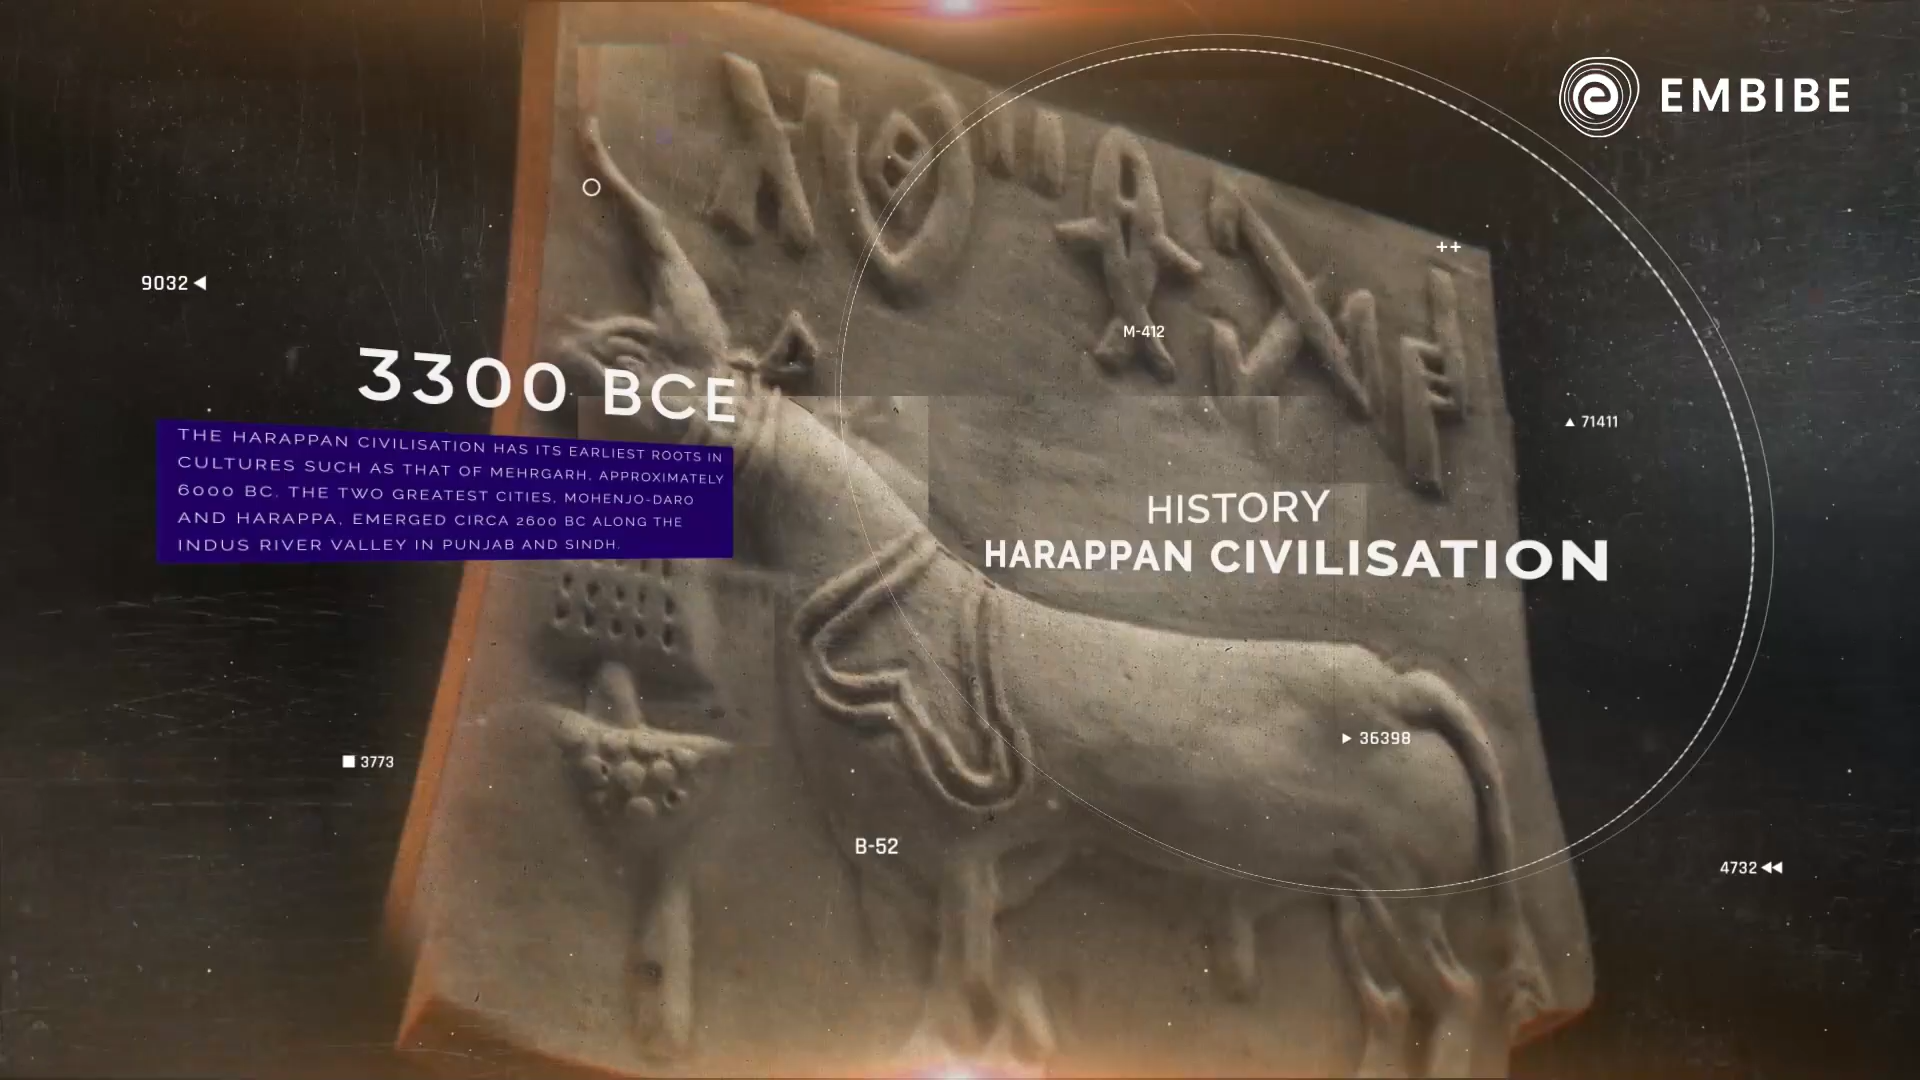 EMBIBE
++
9032
M-412
3300 BCE
71411
THE HARAPPAN CIVILISATION HAS ITS EARLIEST ROOTS IN
CULTURES SUCH AS THAT OF MEHRGARH, APPROXIMATELY
6000 BC. THE TWO GREATEST CITIES, MOHENJO-DARO
AND HARAPPA, EMERGED CIRCA 2600 BC ALONG THE
INDUS RIVER VALLEY IN PUNJAB AND SINDH.
HISTORY
HARAPPAN CIVILISATION
36398
3773
B-52
4732